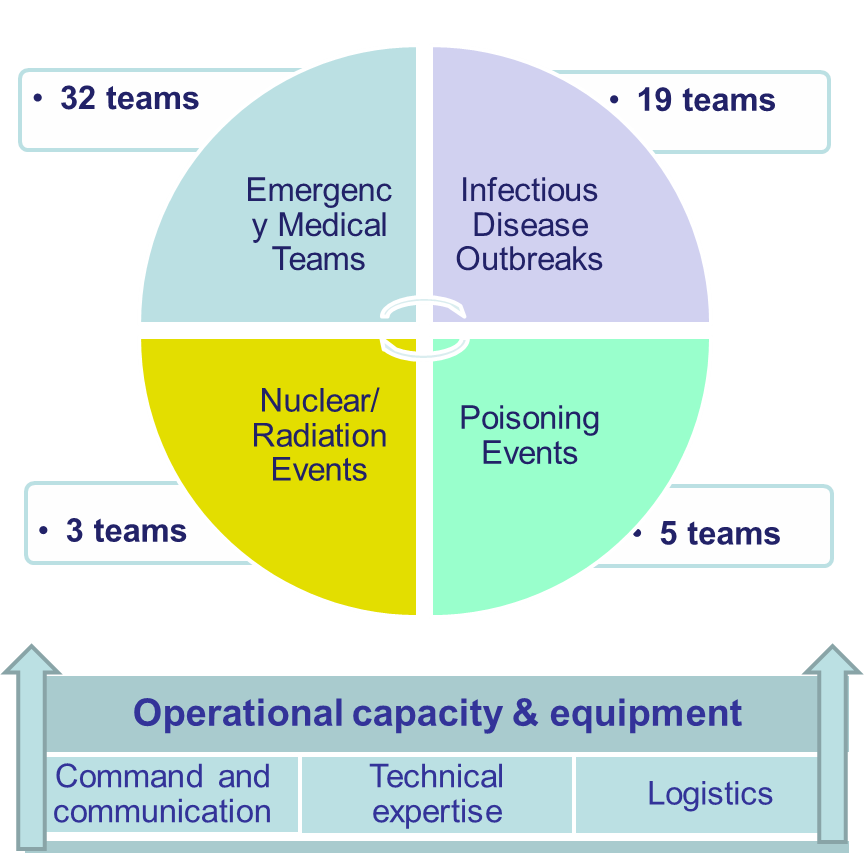 • 32 teams
• 19 teams
Emergenc
y Medical
Teams
Infectious
Disease
Outbreaks
Nuclear/
Radiation
Events
Poisoning
Events
• 3 teams
• 5 teams
Operational capacity & equipment
Command and
communication
Technical
expertise
Logistics